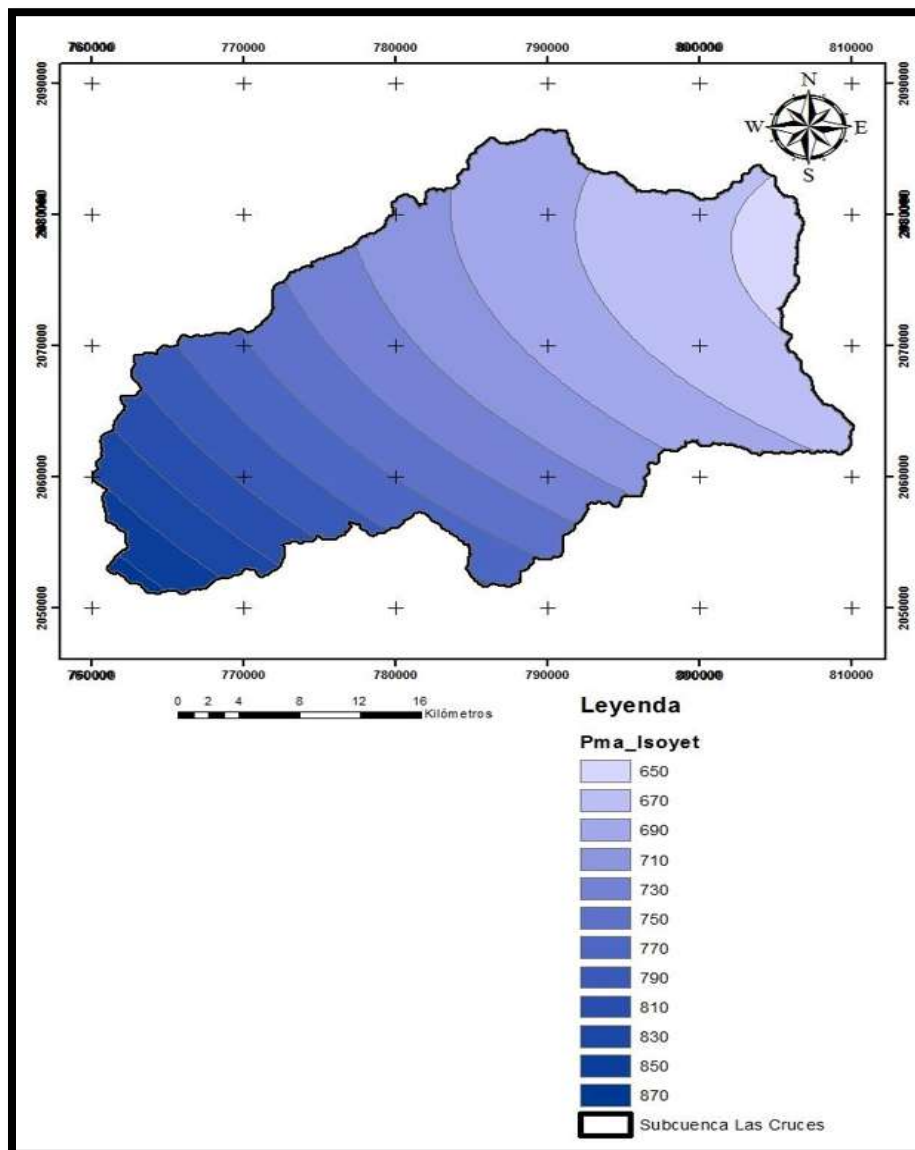 760000 770000 780000 790000 800000 810000
2090000 2090000
N
W E
S
2080000 2080000
2070000 2070000
2060000 2060000
2050000 2050000
760000 770000 780000 790000 800000 810000
0 2 4 8 12 16
Kilómetros
Leyenda
Pma_Isoyet
650
670
690
710
730
750
770
790
810
830
850
870
Subcuenca Las Cruces